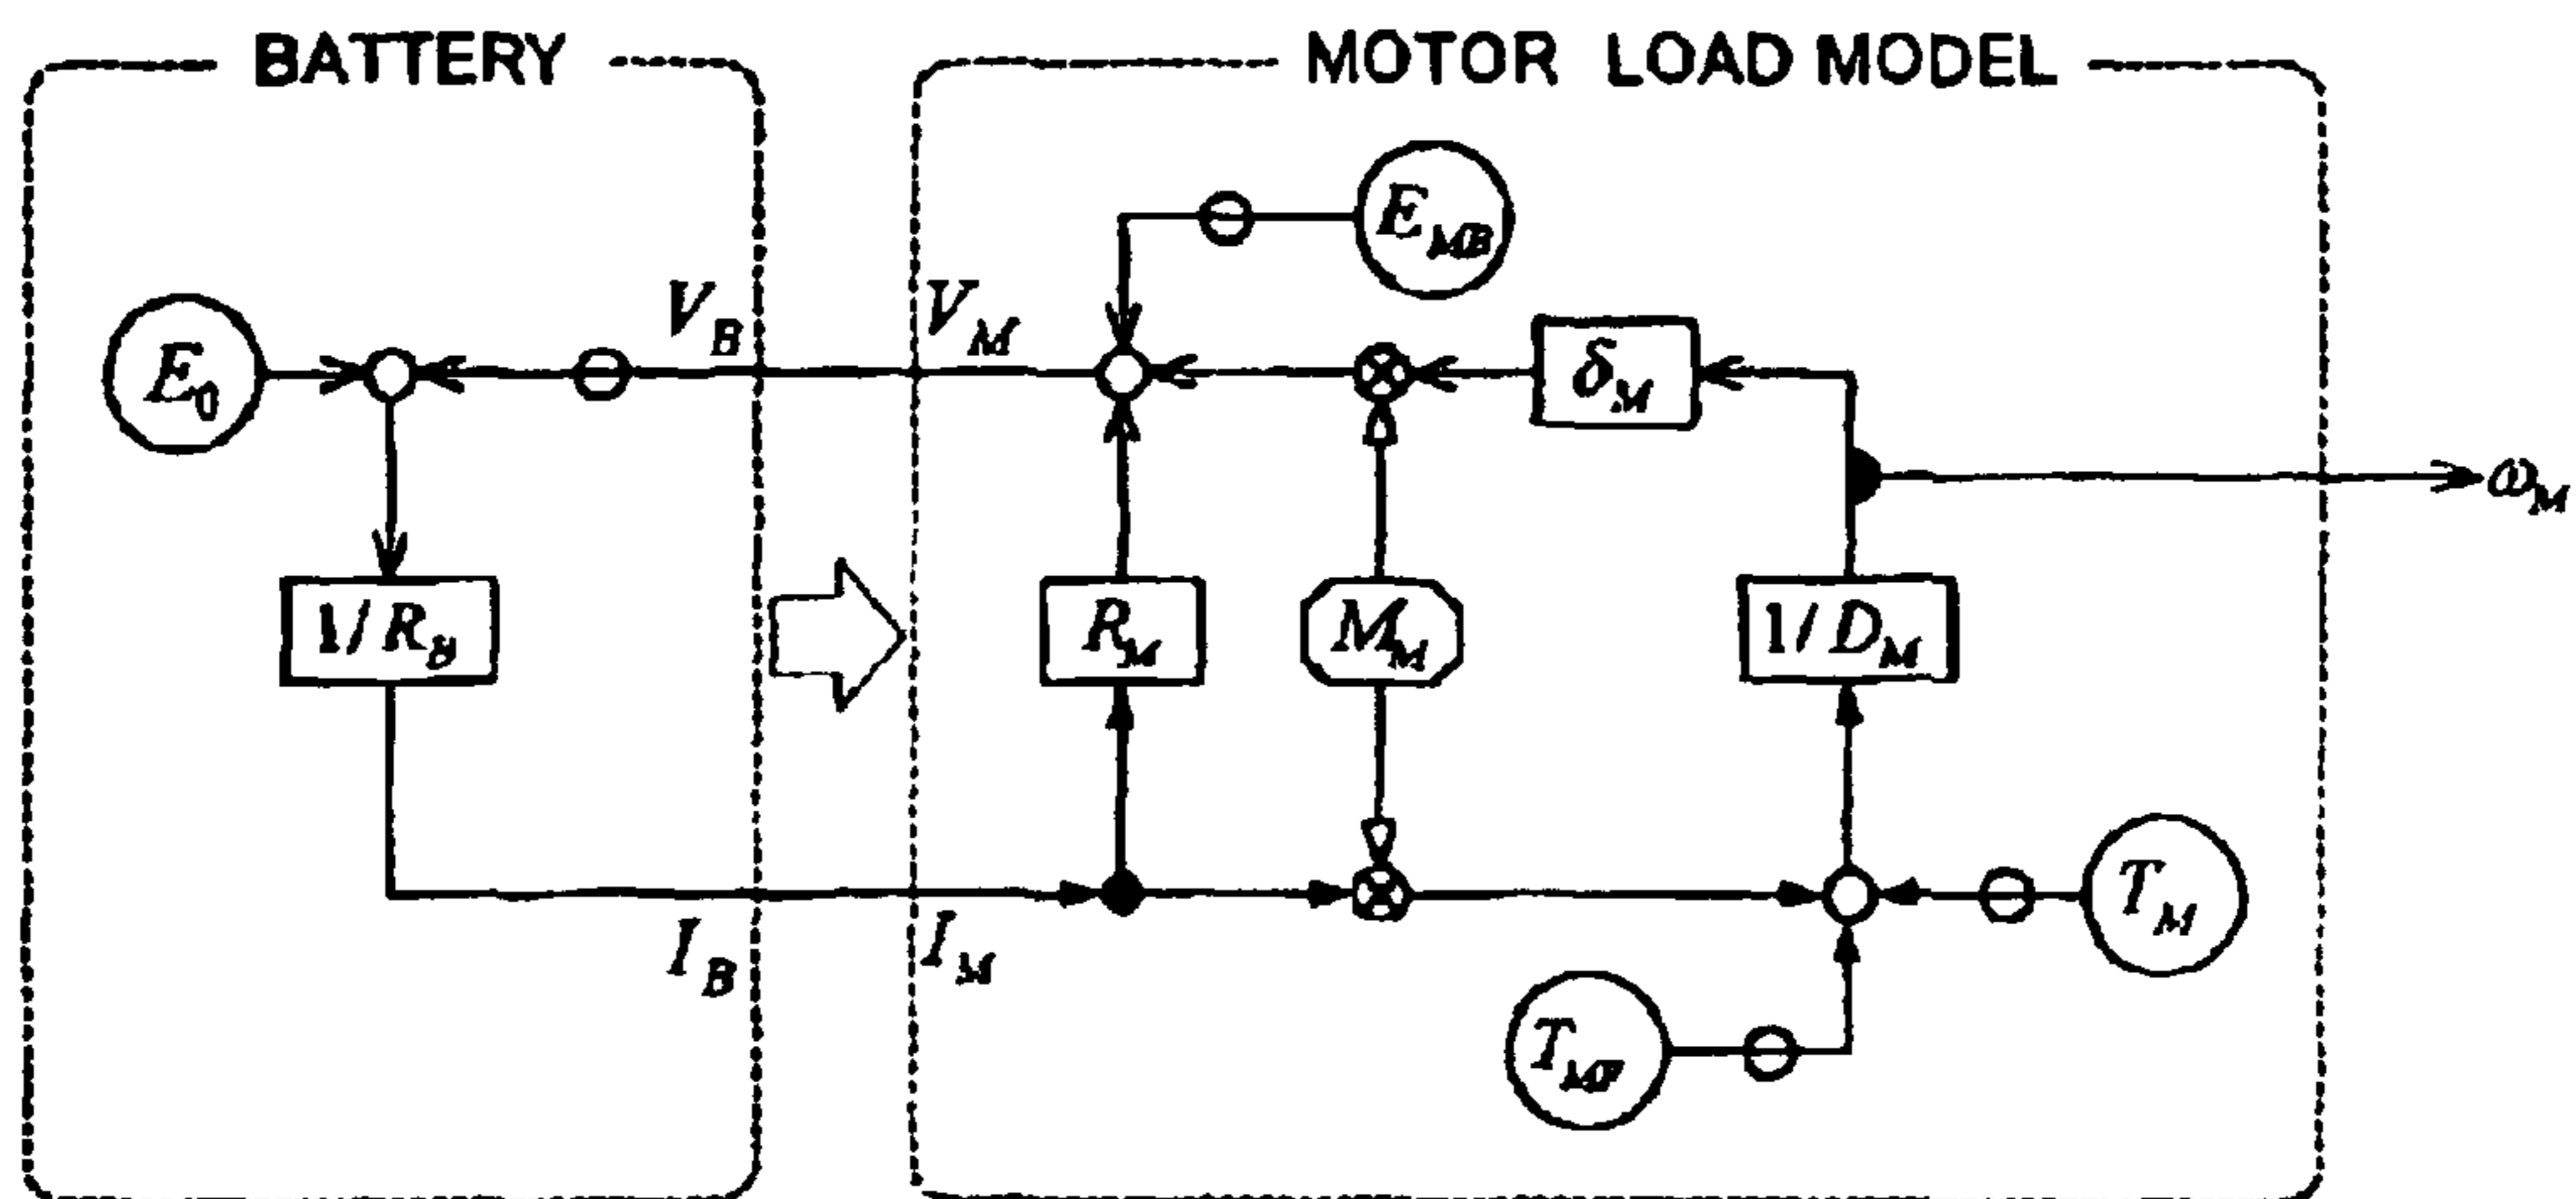 BATTERY
MOTOR LOAD MODEL
E_MB
V_B
V_M
E_0
δ_M
ω_M
1/R_B
R_M
M_M
1/D_M
I_B
I_M
T_M
T_MF